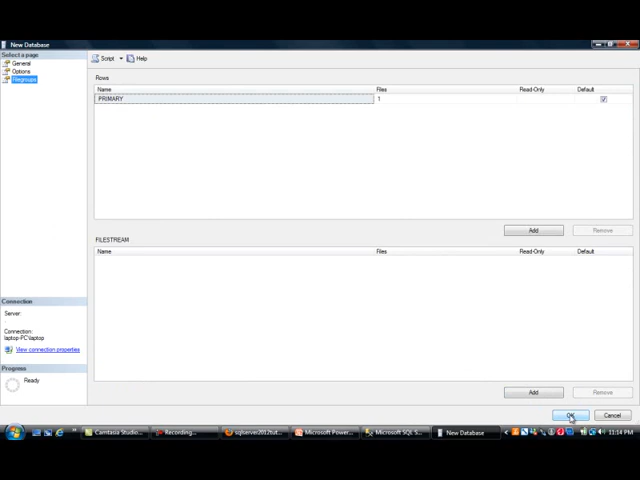 New Database
Select a page
General
Options
Filegroups
Script
Help
Rows
Name Files Read-Only Default
PRIMARY 1
Add Remove
FILESTREAM
Name Files Read-Only Default
Add Remove
Connection
Server:
.
Connection:
laptop-PC\laptop
View connection properties
Progress
Ready
OK Cancel
Camtasia Studio... Recording... sqlserver2012tut... Microsoft Power... Microsoft SQL S... New Database 11:14 PM